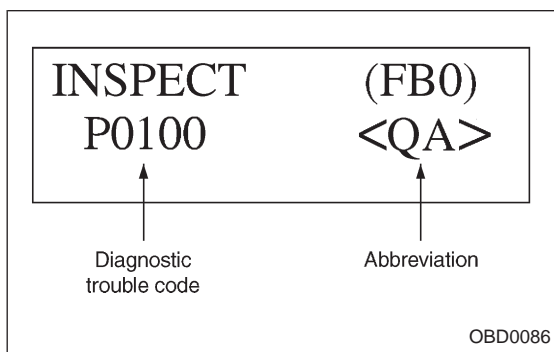 INSPECT (FB0)
P0100 <QA>
Diagnostic Abbreviation
trouble code
OBD0086